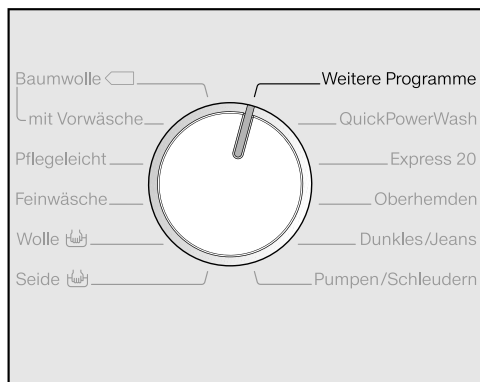 Baumwolle
mit Vorwäsche
Pflegeleicht
Feinwäsche
Wolle
Seide
Weitere Programme
QuickPowerWash
Express 20
Oberhemden
Dunkles/Jeans
Pumpen/Schleudern